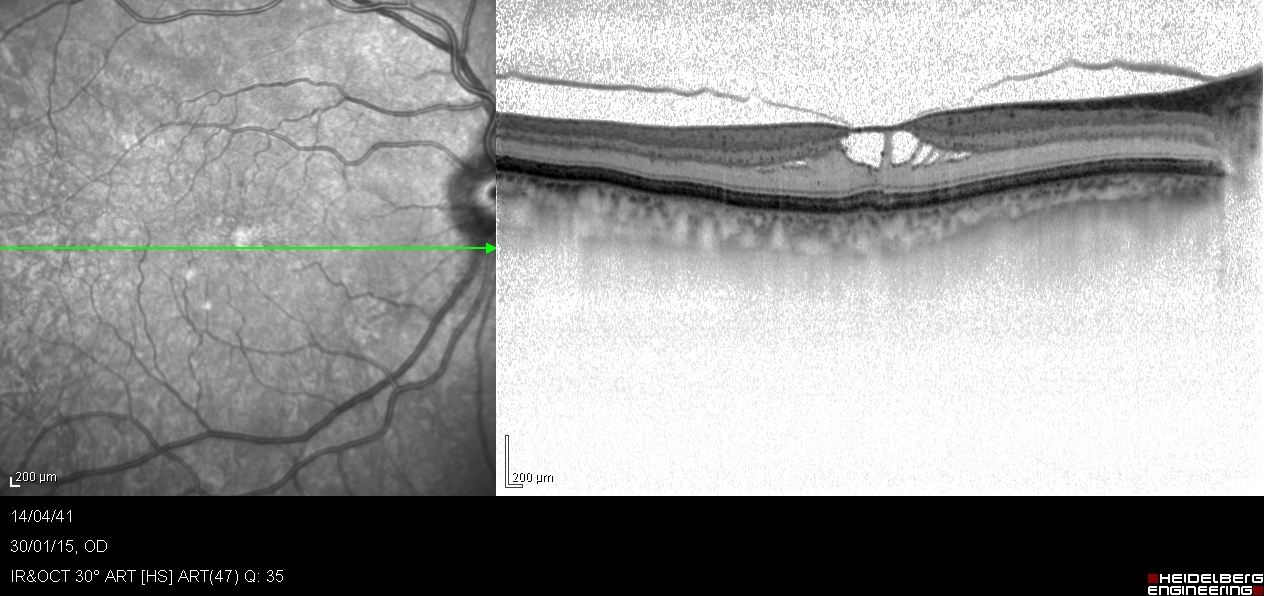 200 µm
200 µm
14/04/41
30/01/15, OD
IR&OCT 30° ART [HS] ART(47) Q: 35
HEIDELBERG
ENGINEERING